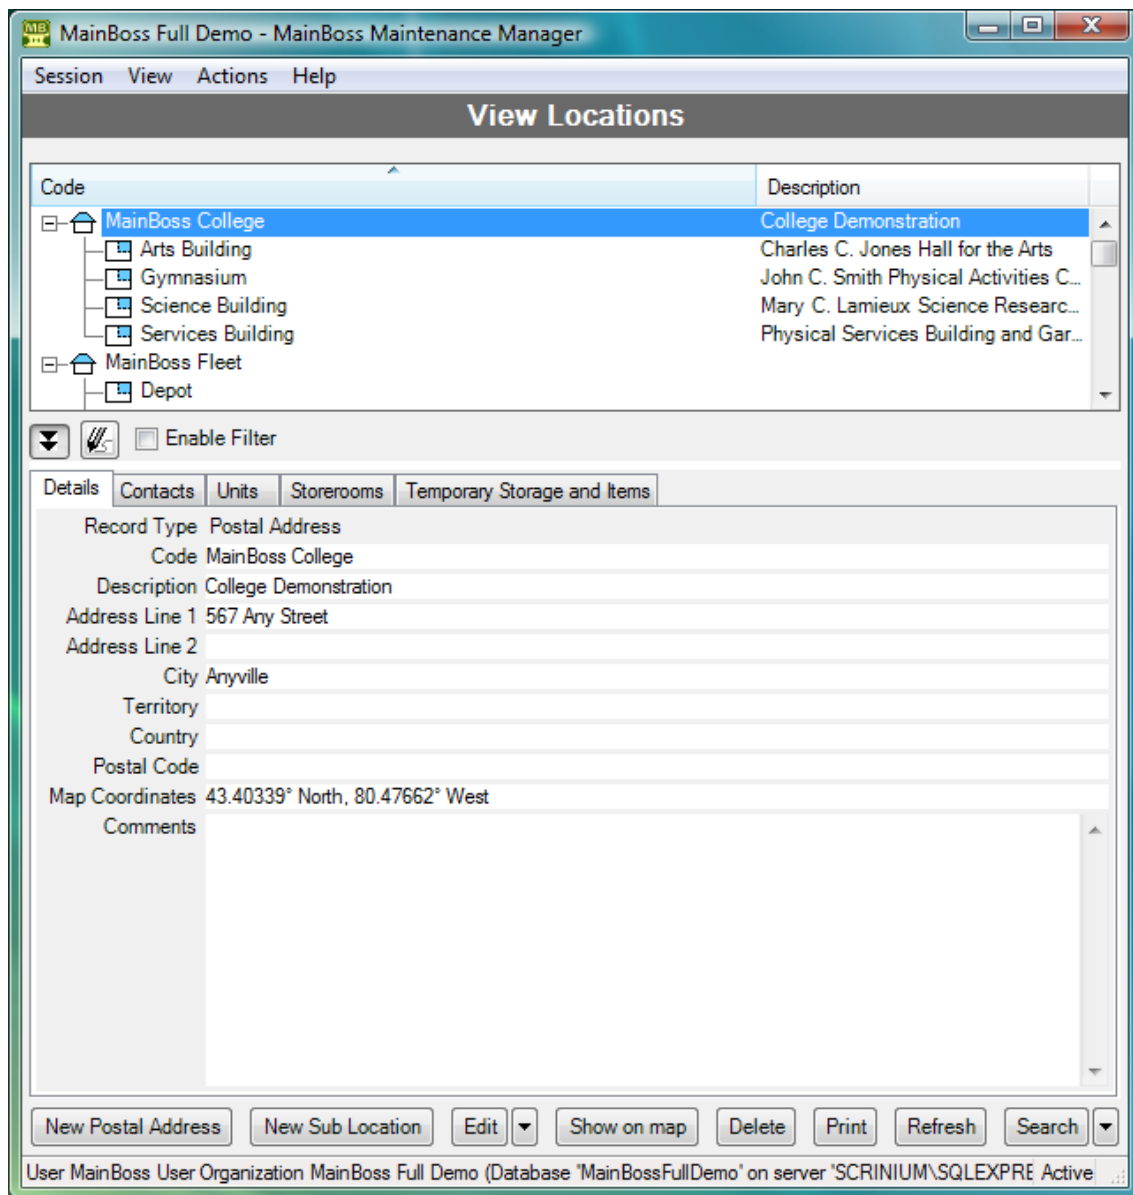 MB
MainBoss Full Demo - MainBoss Maintenance Manager
Session View Actions Help
View Locations
Code Description
MainBoss College College Demonstration
Arts Building Charles C. Jones Hall for the Arts
Gymnasium John C. Smith Physical Activities C...
Science Building Mary C. Lamieux Science Researc...
Services Building Physical Services Building and Gar...
MainBoss Fleet
Depot
Enable Filter
Details Contacts Units Storerooms Temporary Storage and Items
Record Type Postal Address
Code MainBoss College
Description College Demonstration
Address Line 1 567 Any Street
Address Line 2
City Anyville
Territory
Country
Postal Code
Map Coordinates 43.40339° North, 80.47662° West
Comments
New Postal Address New Sub Location Edit Show on map Delete Print Refresh Search
User MainBoss User Organization MainBoss Full Demo (Database 'MainBossFullDemo' on server 'SCRINIUM\SQLEXPRE Active